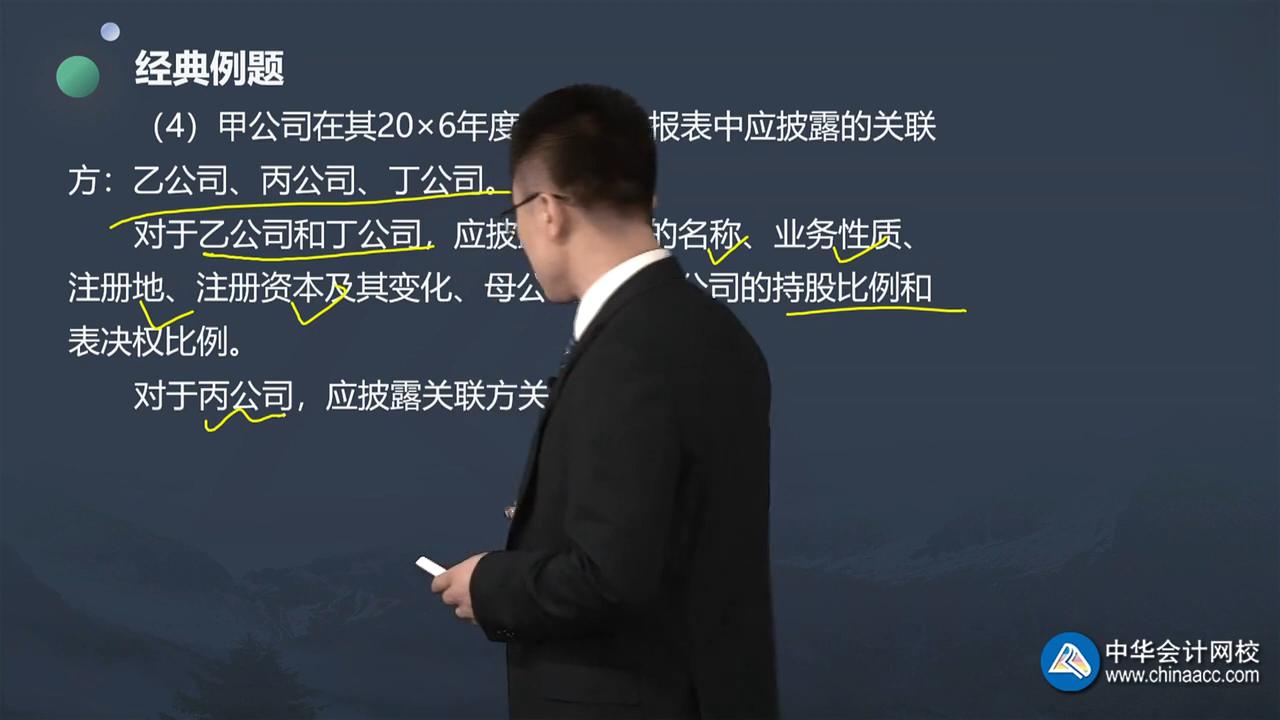 经典例题
(4)甲公司在其20×6年度 报表中应披露的关联
方：乙公司、丙公司、丁公司。
对于乙公司和丁公司，应披 的名称、业务性质、
注册地、注册资本及其变化、母公 公司的持股比例和
表决权比例。
对于丙公司，应披露关联方关
中华会计网校
www.chinaacc.com